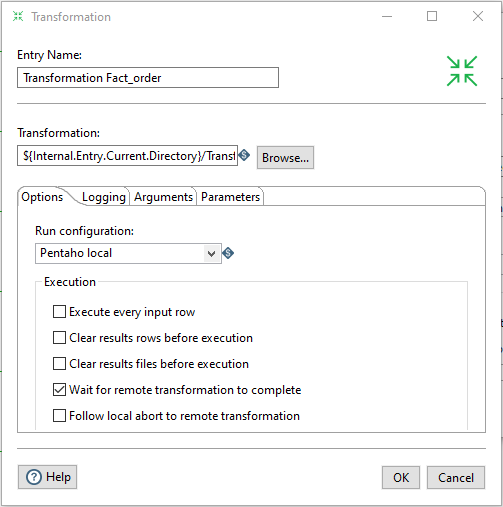 Transformation
Entry Name:
Transformation Fact_order
Transformation:
${Internal.Entry.Current.Directory}/Transf
Browse...
Options Logging Arguments Parameters
Run configuration:
Pentaho local
Execution
Execute every input row
Clear results rows before execution
Clear results files before execution
Wait for remote transformation to complete
Follow local abort to remote transformation
Help
OK
Cancel